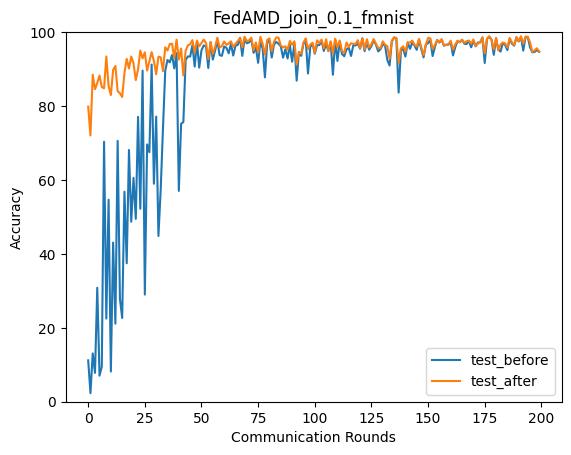 FedAMD_join_0.1_fmnist
100
80
60
40
20
0
Accuracy
test_before
test_after
0 25 50 75 100 125 150 175 200
Communication Rounds